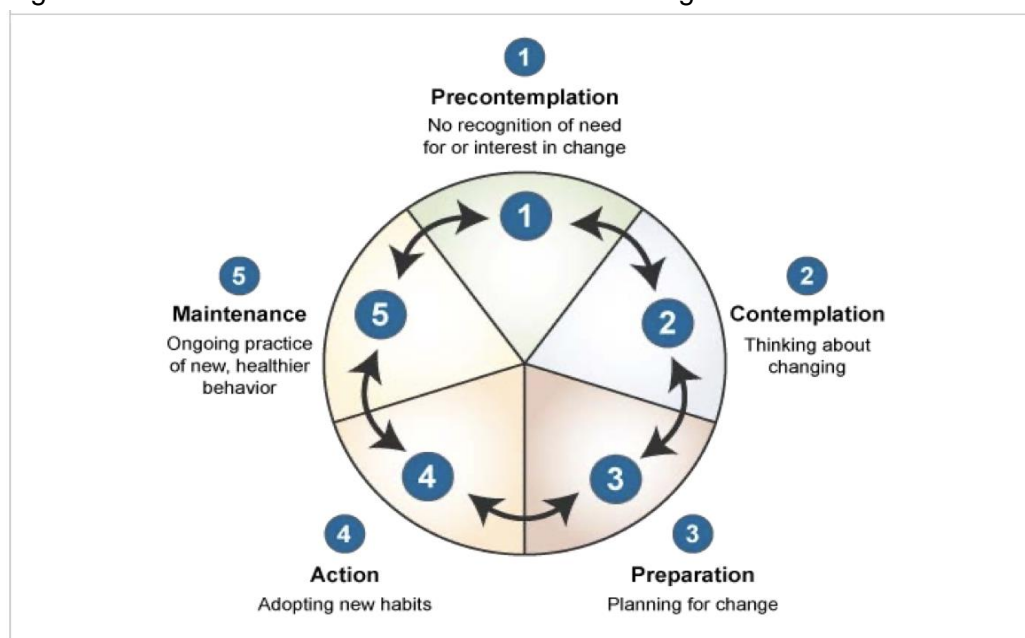 1
Precontemplation
No recognition of need
for or interest in change
1
2
3
4
5
2
Contemplation
Thinking about
changing
3
Preparation
Planning for change
4
Action
Adopting new habits
5
Maintenance
Ongoing practice
of new, healthier
behavior